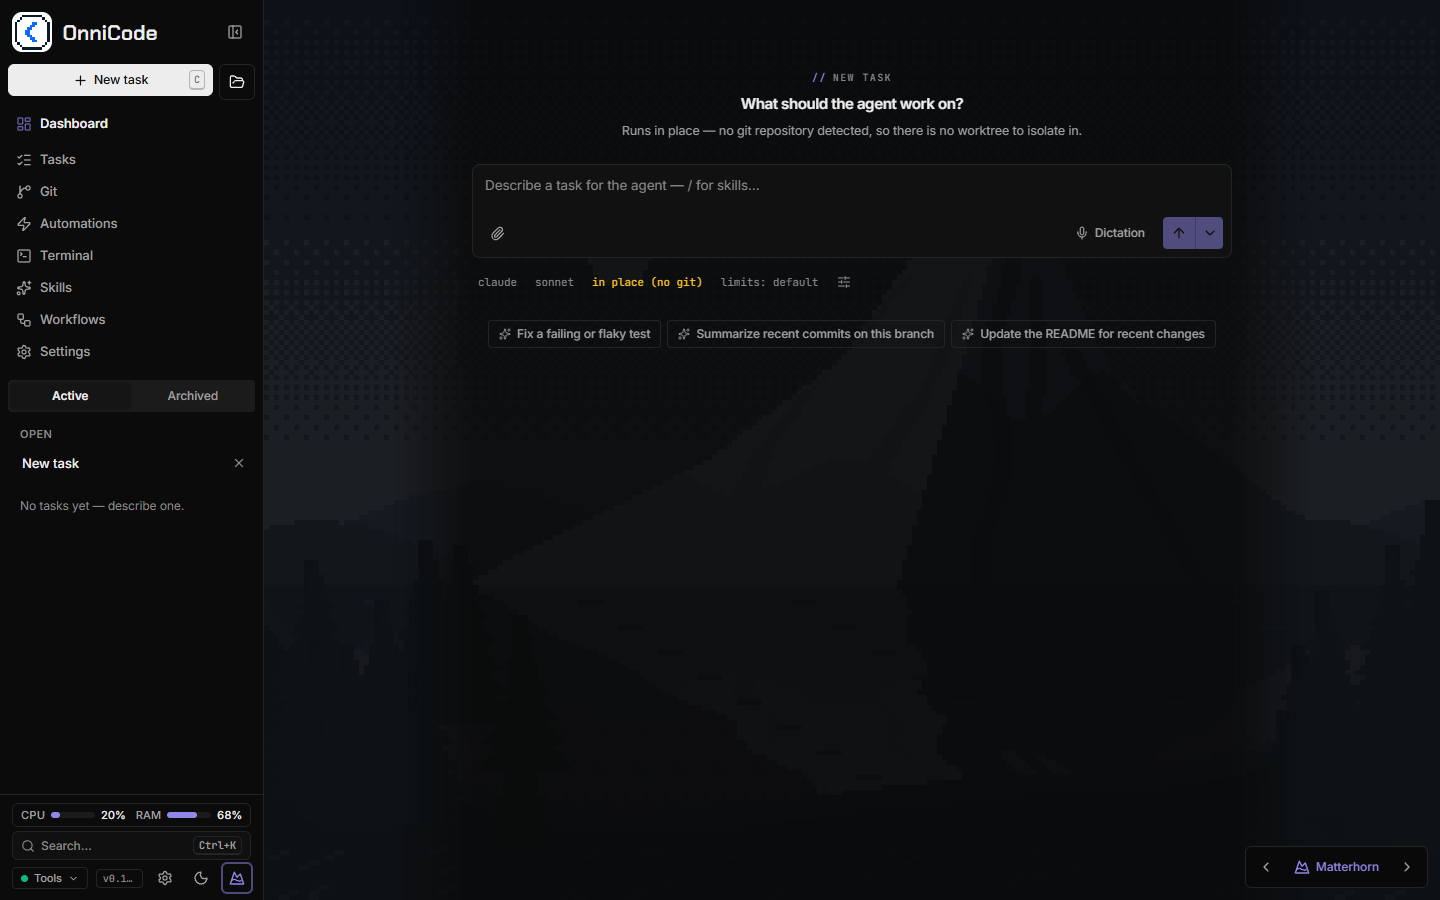 OnniCode
New task C
Dashboard
Tasks
Git
Automations
Terminal
Skills
Workflows
Settings
Active Archived
OPEN
New task
No tasks yet — describe one.
CPU 20% RAM 68%
Search... Ctrl+K
Tools v0.1…
// NEW TASK
What should the agent work on?
Runs in place — no git repository detected, so there is no worktree to isolate in.
Describe a task for the agent — / for skills...
Dictation
claude sonnet in place (no git) limits: default
Fix a failing or flaky test Summarize recent commits on this branch Update the README for recent changes
Matterhorn